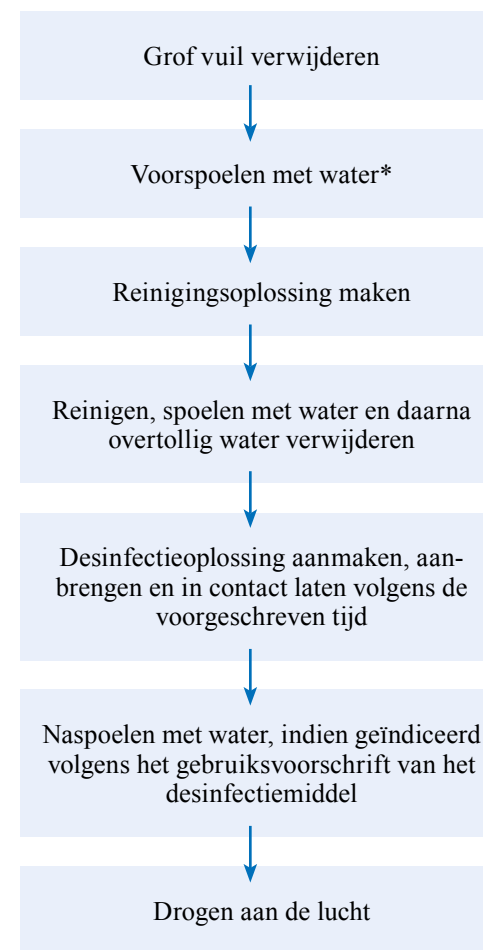 Grof vuil verwijderen
Voorspoelen met water*
Reinigingsoplossing maken
Reinigen, spoelen met water en daarna
overtollig water verwijderen
Desinfectieoplossing aanmaken, aan-
brengen en in contact laten volgens de
voorgeschreven tijd
Naspoelen met water, indien geïndiceerd
volgens het gebruiksvoorschrift van het
desinfectiemiddel
Drogen aan de lucht